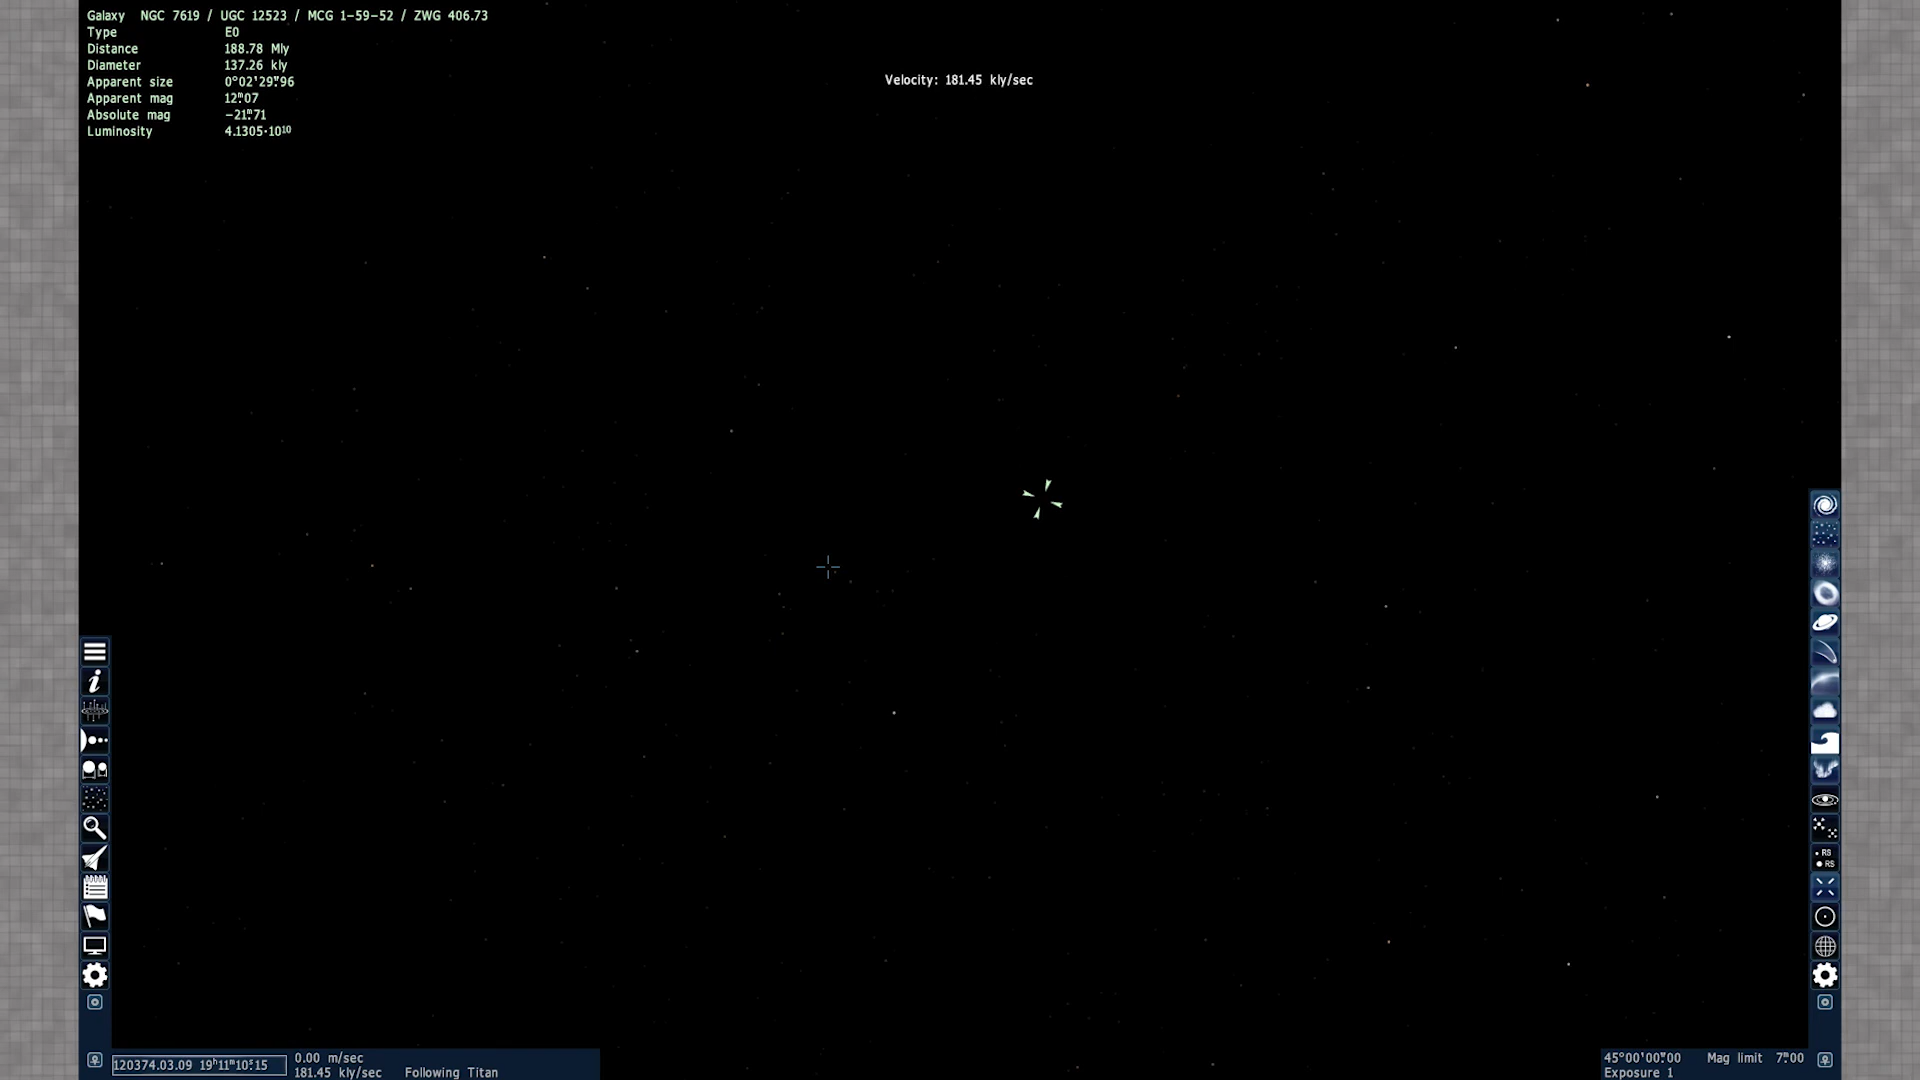 Galaxy NGC 7619 / UGC 12523 / MCG 1-59-52 / ZWG 406.73
Type E0
Distance 188.78 Mly
Diameter 137.26 kly
Apparent size 0°02'29."96
Apparent mag 12ᵐ.07
Absolute mag -21ᵐ.71
Luminosity 4.1305·10¹⁰
Velocity: 181.45 kly/sec
RS
RS
120374.03.09 19ʰ11ᵐ10ˢ.15
0.00 m/sec
181.45 kly/sec Following Titan
45°00'00."00 Mag limit 7ᵐ.00
Exposure 1